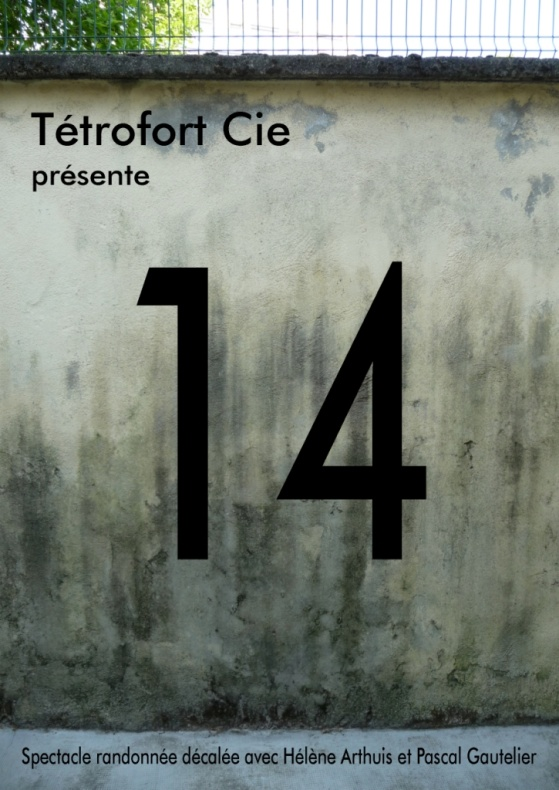 Tétrofort Cie
présente
14
Spectacle randonnée décalée avec Hélène Arthuis et Pascal Gautelier